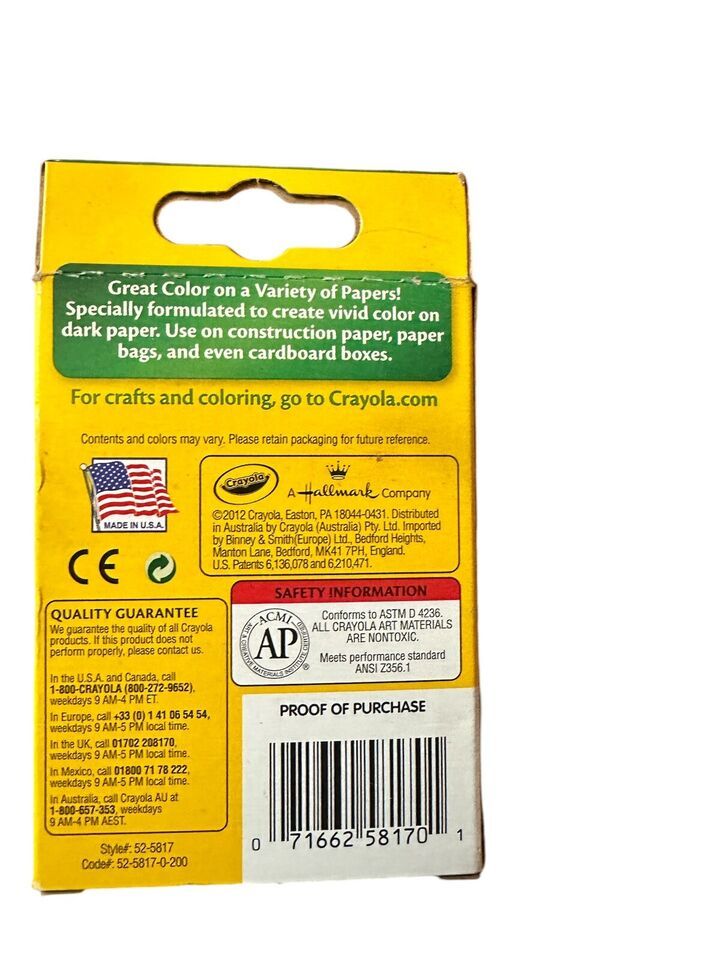 Great Color on a Variety of Papers!
Specially formulated to create vivid color on
dark paper. Use on construction paper, paper
bags, and even cardboard boxes.
For crafts and coloring, go to Crayola.com
Contents and colors may vary. Please retain packaging for future reference.
MADE IN U.S.A.
CE
Crayola
A Hallmark Company
©2012 Crayola, Easton, PA 18044-0431. Distributed
in Australia by Crayola (Australia) Pty. Ltd. Imported
by Binney & Smith(Europe) Ltd., Bedford Heights,
Manton Lane, Bedford, MK41 7PH, England.
U.S. Patents 6,136,078 and 6,210,471.
SAFETY INFORMATION
ACMI
AP
ART & CREATIVE MATERIALS INSTITUTE CERTIFIED
®
Conforms to ASTM D 4236.
ALL CRAYOLA ART MATERIALS
ARE NONTOXIC.
Meets performance standard
ANSI Z356.1
QUALITY GUARANTEE
We guarantee the quality of all Crayola
products. If this product does not
perform properly, please contact us.
In the U.S.A. and Canada, call
1-800-CRAYOLA (800-272-9652),
weekdays 9 AM-4 PM ET.
In Europe, call +33 (0) 1 41 06 54 54,
weekdays 9 AM-5 PM local time.
In the UK, call 01702 208170,
weekdays 9 AM-5 PM local time.
In Mexico, call 01800 71 78 222,
weekdays 9 AM-5 PM local time.
In Australia, call Crayola AU at
1-800-657-353, weekdays
9 AM-4 PM AEST.
Style#: 52-5817
Code#: 52-5817-0-200
PROOF OF PURCHASE
0 71662 58170 1